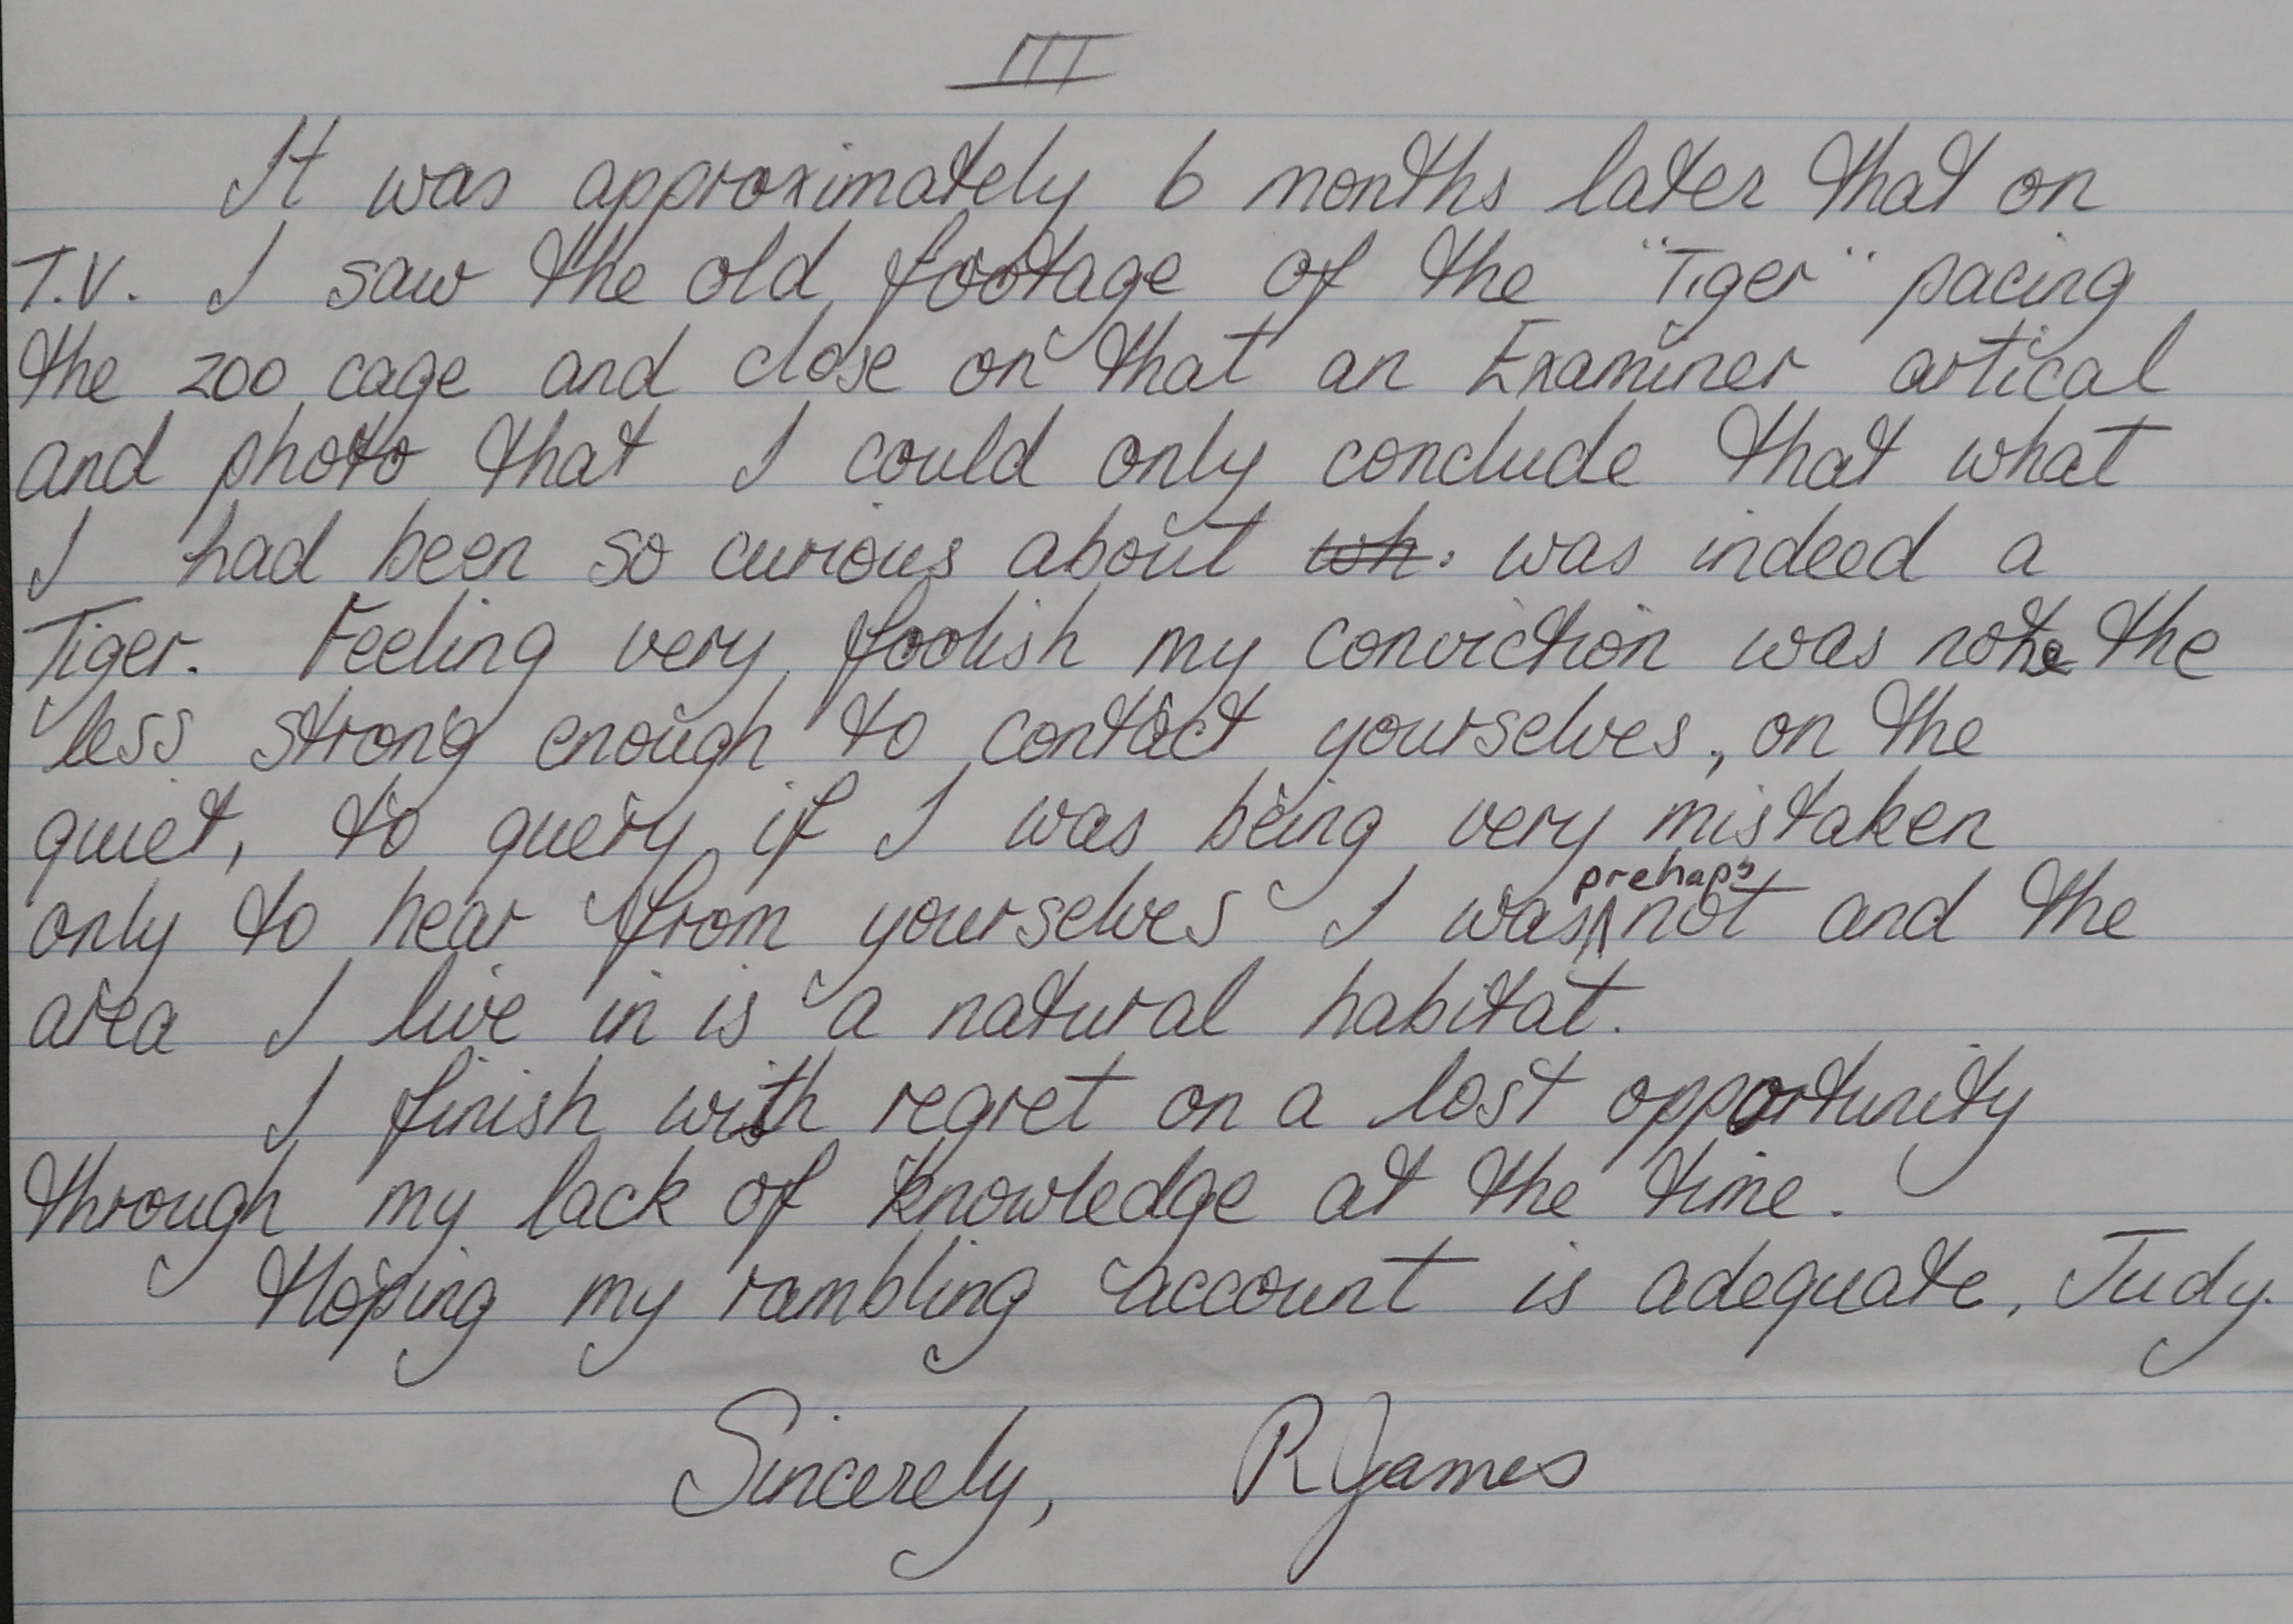 III
It was approximately 6 months later that on
T.V. I saw the old footage of the "Tiger" pacing
the zoo cage and close on that an Examiner artical
and photo that I could only conclude that what
I had been so curious about wh. was indeed a
Tiger. Feeling very foolish my conviction was none the
less strong enough to contact yourselves, on the
quiet, to query if I was being very mistaken
only to hear from yourselves I was prehaps not and the
area I live in is a natural habitat.
I finish with regret on a lost opportunity
through my lack of knowledge at the time.
Hoping my rambling account is adequate, Judy.
Sincerely, R James